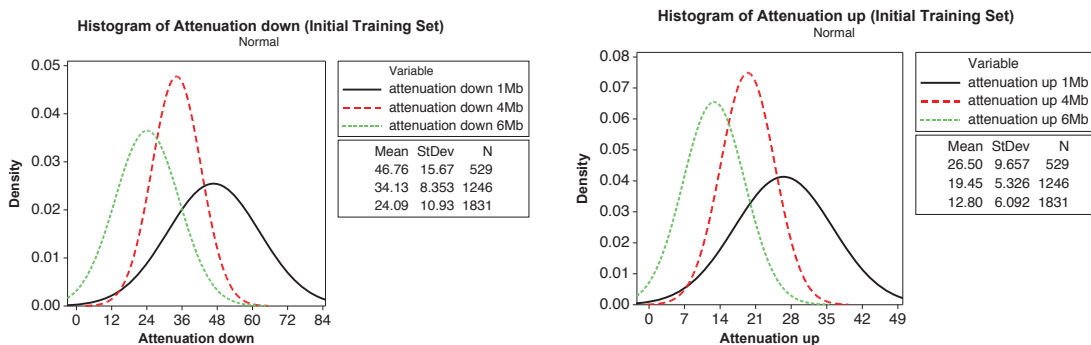 Histogram of Attenuation down (Initial Training Set)
Normal
Density
0.05
0.04
0.03
0.02
0.01
0.00
0 12 24 36 48 60 72 84
Attenuation down
Variable
attenuation down 1Mb
attenuation down 4Mb
attenuation down 6Mb
Mean StDev N
46.76 15.67 529
34.13 8.353 1246
24.09 10.93 1831
Histogram of Attenuation up (Initial Training Set)
Normal
Density
0.08
0.07
0.06
0.05
0.04
0.03
0.02
0.01
0.00
0 7 14 21 28 35 42 49
Attenuation up
Variable
attenuation up 1Mb
attenuation up 4Mb
attenuation up 6Mb
Mean StDev N
26.50 9.657 529
19.45 5.326 1246
12.80 6.092 1831